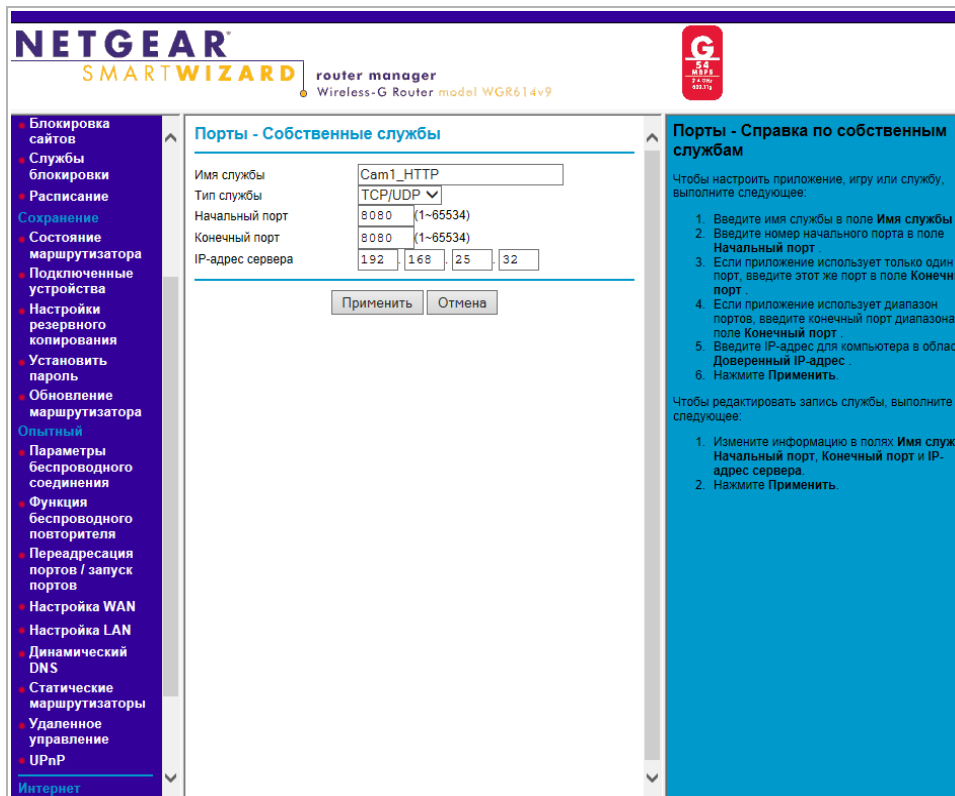 NETGEAR
SMARTWIZARD
router manager
Wireless-G Router model WGR614v9
G
54
MBPS
2.4 GHz
802.11g
Блокировка
сайтов
Службы
блокировки
Расписание
Сохранение
Состояние
маршрутизатора
Подключенные
устройства
Настройки
резервного
копирования
Установить
пароль
Обновление
маршрутизатора
Опытный
Параметры
беспроводного
соединения
Функция
беспроводного
повторителя
Переадресация
портов / запуск
портов
Настройка WAN
Настройка LAN
Динамический
DNS
Статические
маршрутизаторы
Удаленное
управление
UPnP
Интернет
Порты - Собственные службы
Имя службы Cam1_HTTP
Тип службы TCP/UDP
Начальный порт 8080 (1~65534)
Конечный порт 8080 (1~65534)
IP-адрес сервера 192 . 168 . 25 . 32
Применить Отмена
Порты - Справка по собственным
службам
Чтобы настроить приложение, игру или службу,
выполните следующее:
1. Введите имя службы в поле Имя службы
2. Введите номер начального порта в поле
Начальный порт .
3. Если приложение использует только один
порт, введите этот же порт в поле Конечн
порт .
4. Если приложение использует диапазон
портов, введите конечный порт диапазона
поле Конечный порт .
5. Введите IP-адрес для компьютера в облас
Доверенный IP-адрес .
6. Нажмите Применить.
Чтобы редактировать запись службы, выполните
следующее:
1. Измените информацию в полях Имя служ
Начальный порт, Конечный порт и IP-
адрес сервера.
2. Нажмите Применить.